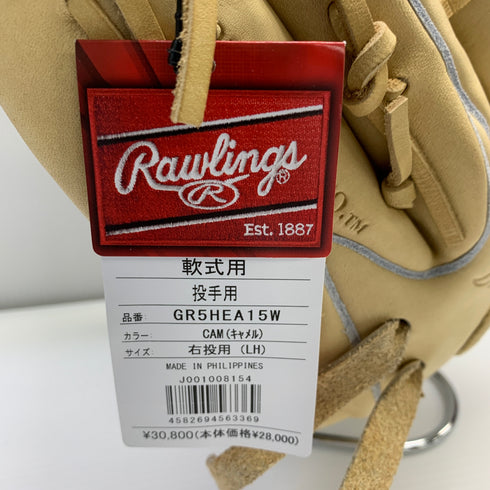 Rawlings
R
Est. 1887
軟式用
投手用
品番: GR5HEA15W
カラー: CAM(キャメル)
サイズ: 右投用 (LH)
MADE IN PHILIPPINES
J001008154
4582694563369
¥30,800(本体価格¥28,000)